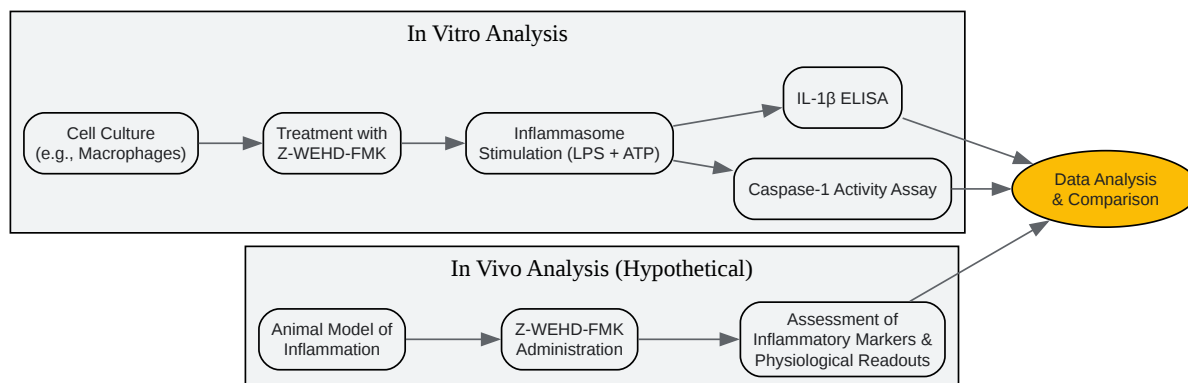 In Vitro Analysis
Cell Culture
(e.g., Macrophages)
Treatment with
Z-WEHD-FMK
Inflammasome
Stimulation (LPS + ATP)
IL-1β ELISA
Caspase-1 Activity Assay
Data Analysis
& Comparison
In Vivo Analysis (Hypothetical)
Animal Model of
Inflammation
Z-WEHD-FMK
Administration
Assessment of
Inflammatory Markers &
Physiological Readouts